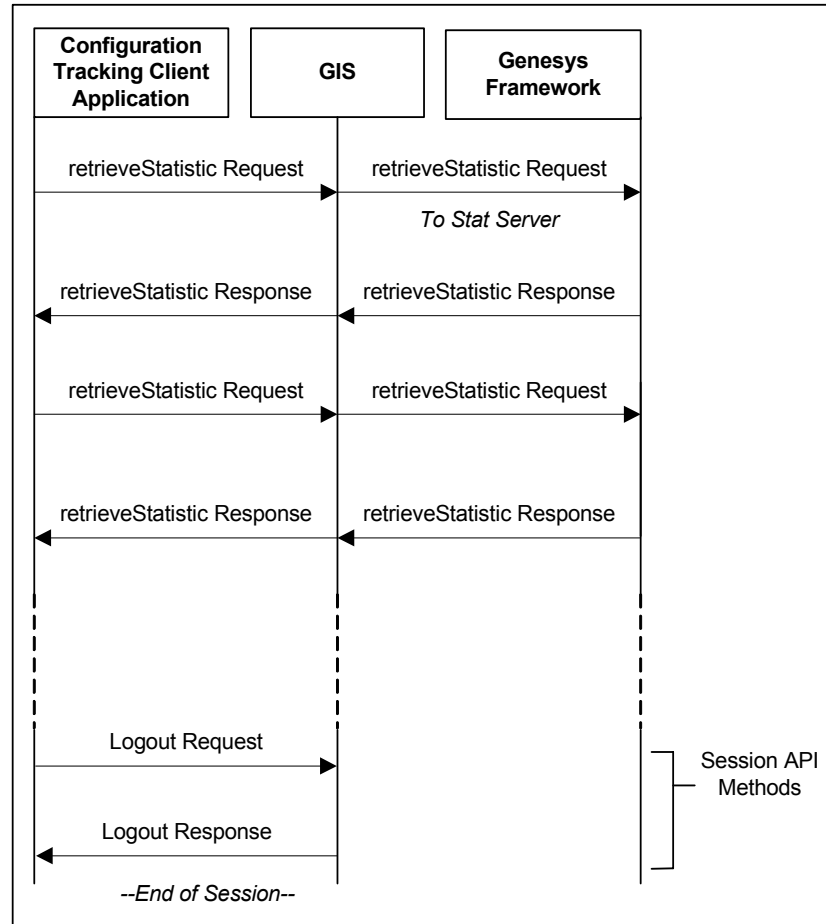 Configuration
Tracking Client
Application
GIS
Genesys
Framework
retrieveStatistic Request
retrieveStatistic Request
To Stat Server
retrieveStatistic Response
retrieveStatistic Response
retrieveStatistic Request
retrieveStatistic Request
retrieveStatistic Response
retrieveStatistic Response
Logout Request
Session API
Methods
Logout Response
--End of Session--